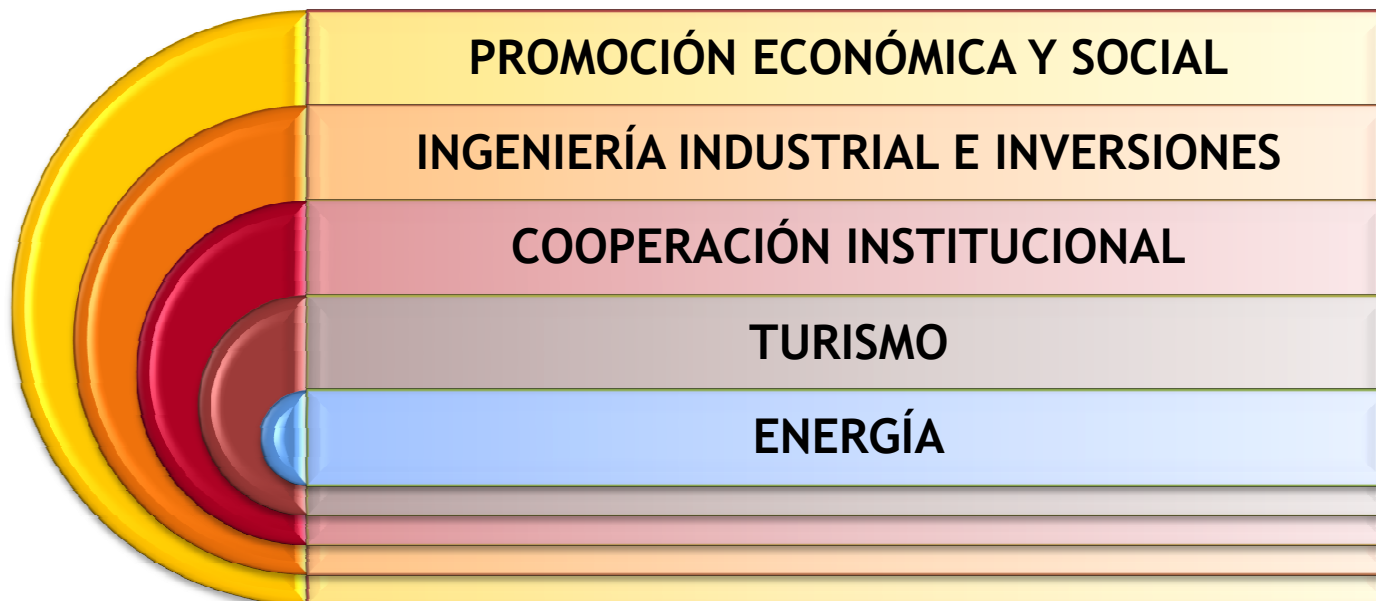 PROMOCIÓN ECONÓMICA Y SOCIAL
INGENIERÍA INDUSTRIAL E INVERSIONES
COOPERACIÓN INSTITUCIONAL
TURISMO
ENERGÍA